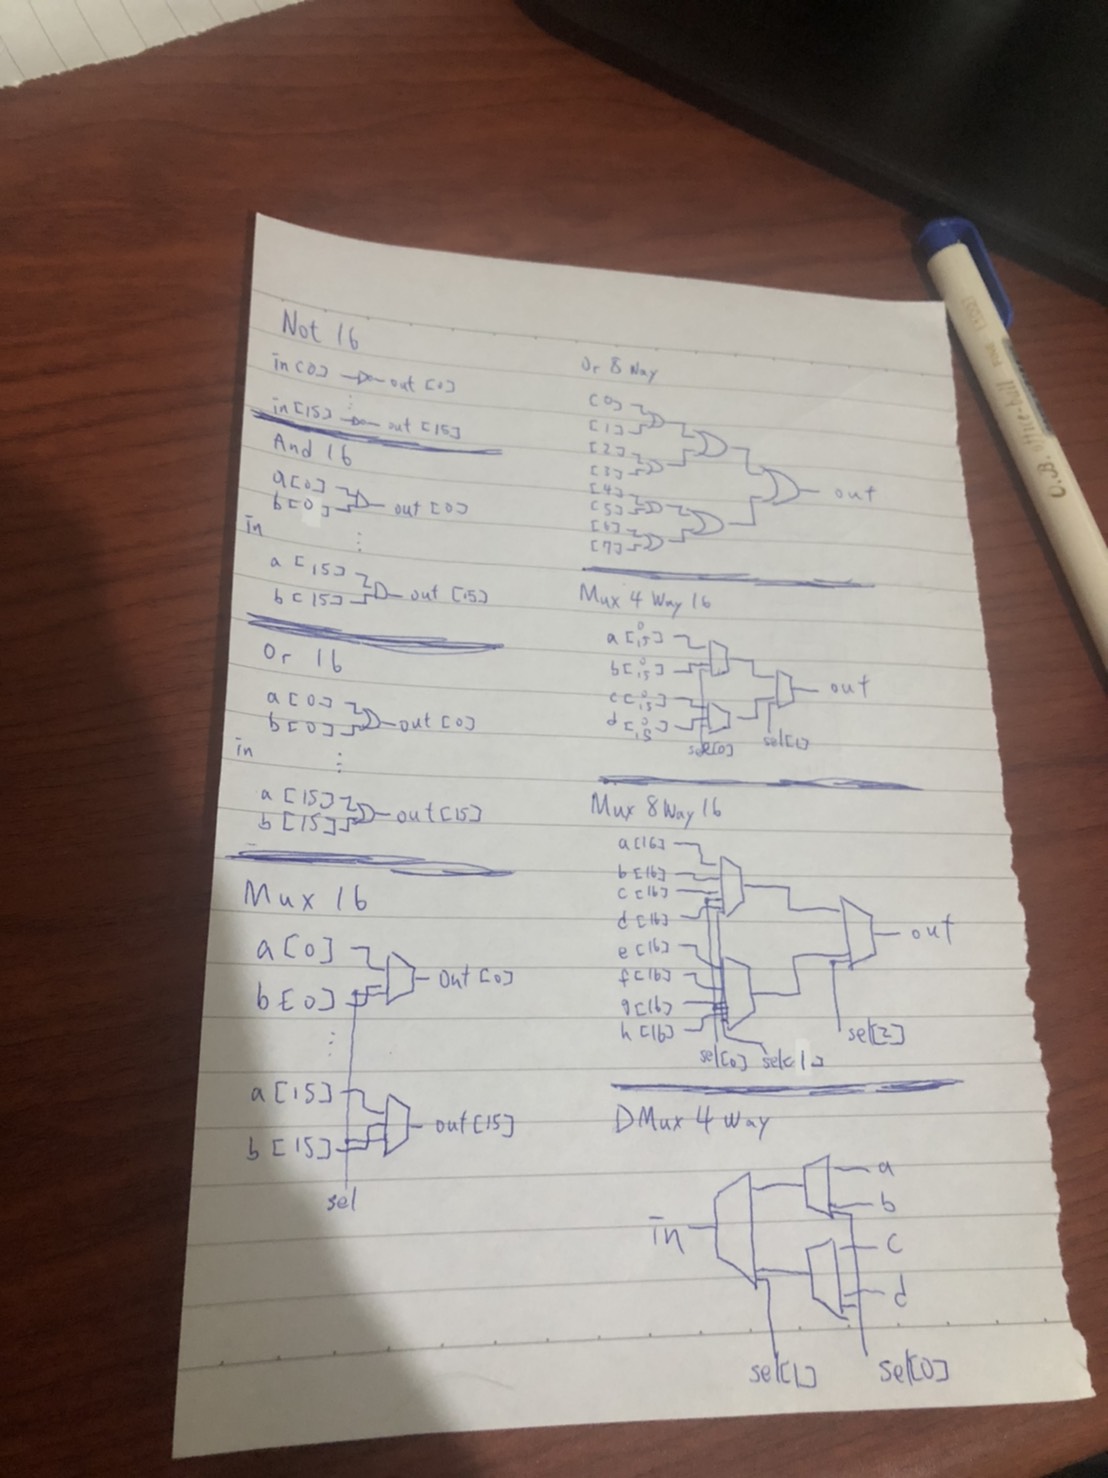 Not 16
in[0] out[0]
in[15] out[15]
And 16
a[0]
b[0] out[0]
in
a[15]
b[15] out[15]
Or 16
a[0]
b[0] out[0]
in
a[15]
b[15] out[15]
Mux 16
a[0]
b[0] out[0]
a[15]
b[15] out[15]
sel
Or 8 Way
[0]
[1]
[2]
[3]
[4]
[5]
[6]
[7]
out
Mux 4 Way 16
a[0..15]
b[0..15]
c[0..15]
d[0..15]
out
sel[0] sel[1]
Mux 8 Way 16
a[16]
b[16]
c[16]
d[16]
e[16]
f[16]
g[16]
h[16]
out
sel[0] sel[1]
sel[2]
DMux 4 Way
in
a
b
c
d
sel[1] sel[0]
O.B.